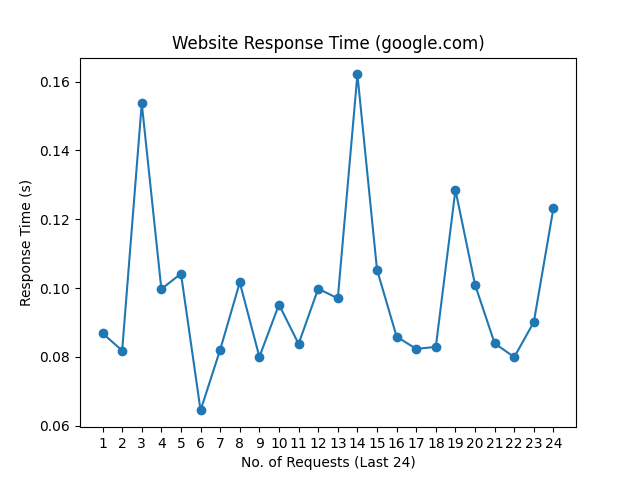 Website Response Time (google.com)
0.16
0.14
0.12
0.10
0.08
0.06
Response Time (s)
1 2 3 4 5 6 7 8 9 10 11 12 13 14 15 16 17 18 19 20 21 22 23 24
No. of Requests (Last 24)